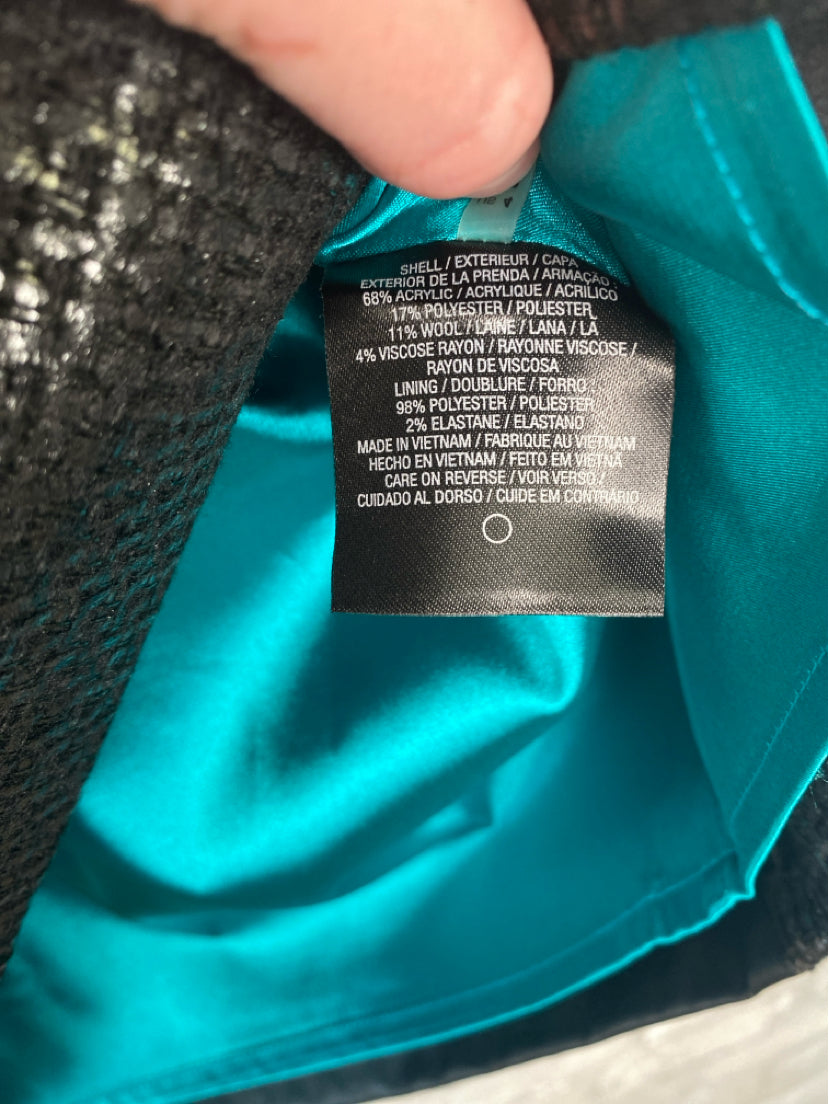 SHELL / EXTERIEUR / CAPA
EXTERIOR DE LA PRENDA / ARMAÇÃO :
68% ACRYLIC / ACRYLIQUE / ACRILICO
17% POLYESTER / POLIESTER
11% WOOL / LAINE / LANA / LÃ
4% VISCOSE RAYON / RAYONNE VISCOSE /
RAYON DE VISCOSA
LINING / DOUBLURE / FORRO :
98% POLYESTER / POLIESTER
2% ELASTANE / ELASTANO
MADE IN VIETNAM / FABRIQUE AU VIETNAM
HECHO EN VIETNAM / FEITO EM VIETNÃ
CARE ON REVERSE / VOIR VERSO /
CUIDADO AL DORSO / CUIDE EM CONTRÁRIO